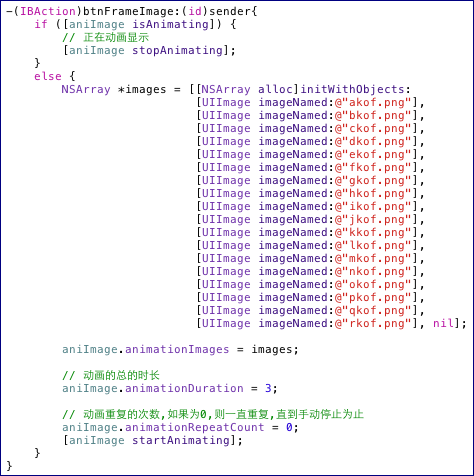 -(IBAction)btnFrameImage:(id)sender{
    if ([aniImage isAnimating]) {
        // 正在动画显示
        [aniImage stopAnimating];
    }
    else {
        NSArray *images = [[NSArray alloc]initWithObjects:
                            [UIImage imageNamed:@"akof.png"],
                            [UIImage imageNamed:@"bkof.png"],
                            [UIImage imageNamed:@"ckof.png"],
                            [UIImage imageNamed:@"dkof.png"],
                            [UIImage imageNamed:@"ekof.png"],
                            [UIImage imageNamed:@"fkof.png"],
                            [UIImage imageNamed:@"gkof.png"],
                            [UIImage imageNamed:@"hkof.png"],
                            [UIImage imageNamed:@"ikof.png"],
                            [UIImage imageNamed:@"jkof.png"],
                            [UIImage imageNamed:@"kkof.png"],
                            [UIImage imageNamed:@"lkof.png"],
                            [UIImage imageNamed:@"mkof.png"],
                            [UIImage imageNamed:@"nkof.png"],
                            [UIImage imageNamed:@"okof.png"],
                            [UIImage imageNamed:@"pkof.png"],
                            [UIImage imageNamed:@"qkof.png"],
                            [UIImage imageNamed:@"rkof.png"], nil];
        aniImage.animationImages = images;
        // 动画的总的时长
        aniImage.animationDuration = 3;
        // 动画重复的次数,如果为0,则一直重复,直到手动停止为止
        aniImage.animationRepeatCount = 0;
        [aniImage startAnimating];
    }
}